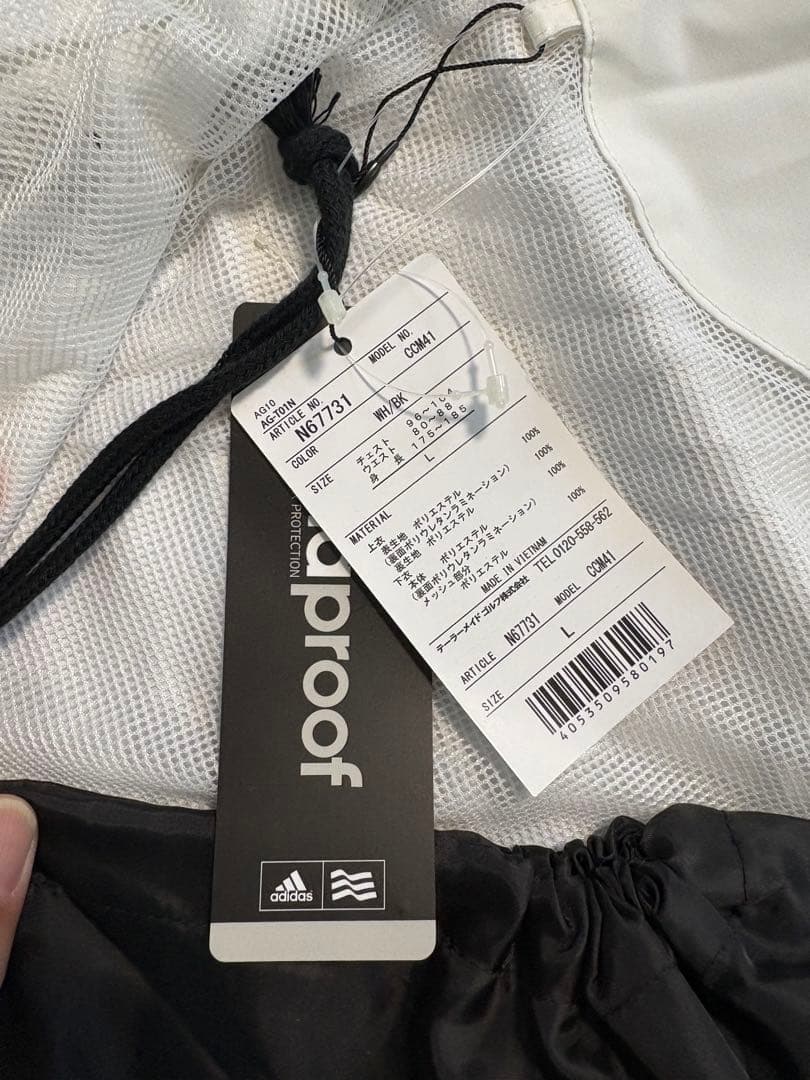 AG10
AG-T01N
ARTICLE NO.
MODEL NO.
N67731
CCM41
COLOR
WH/BK
SIZE
チェスト 96~104
ウエスト 80~88
身長 175~185
L
MATERIAL
上衣
表生地 ポリエステル 100%
(裏面ポリウレタンラミネーション)
裏生地 ポリエステル 100%
下衣
本体 ポリエステル 100%
(裏面ポリウレタンラミネーション)
メッシュ部分 ポリエステル
MADE IN VIETNAM
テーラーメイド ゴルフ株式会社 TEL 0120-558-562
ARTICLE N67731 MODEL CCM41
SIZE L
4053509580197
proof
PROTECTION
adidas